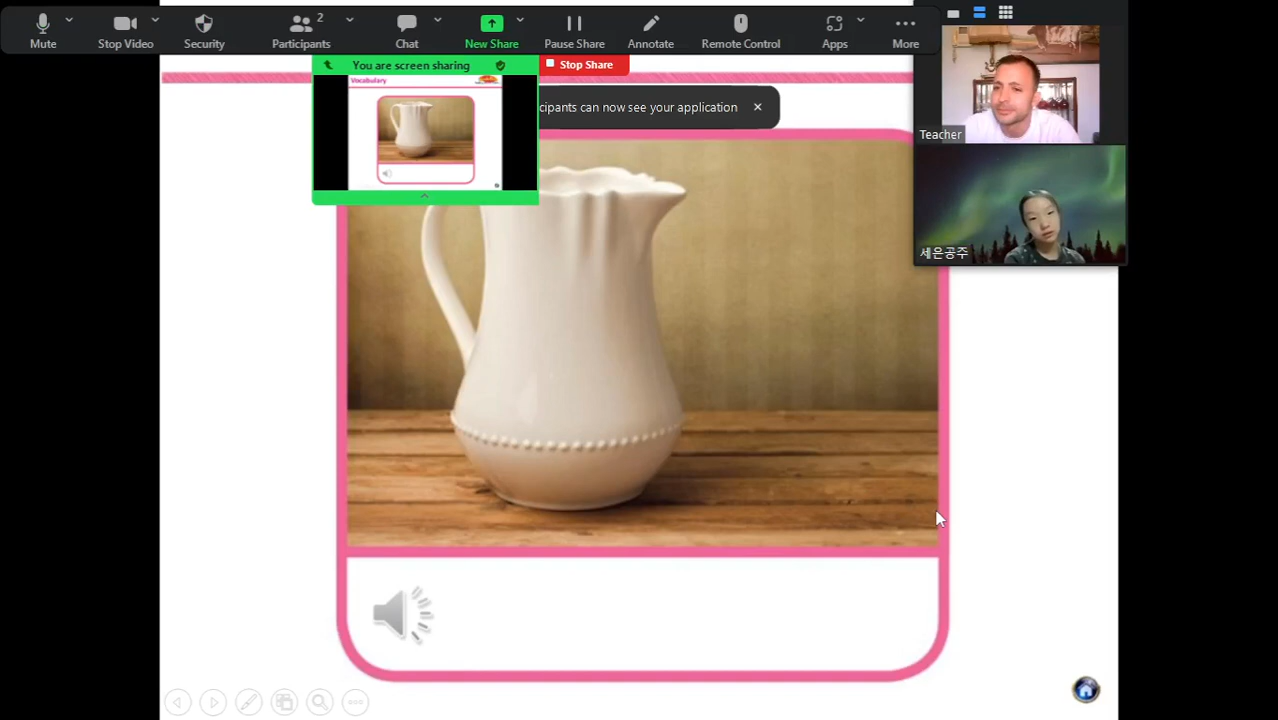 2
Mute
Stop Video
Security
Participants
Chat
New Share
Pause Share
Annotate
Remote Control
Apps
More
You are screen sharing
Stop Share
Vocabulary
cipants can now see your application
Teacher
세은공주